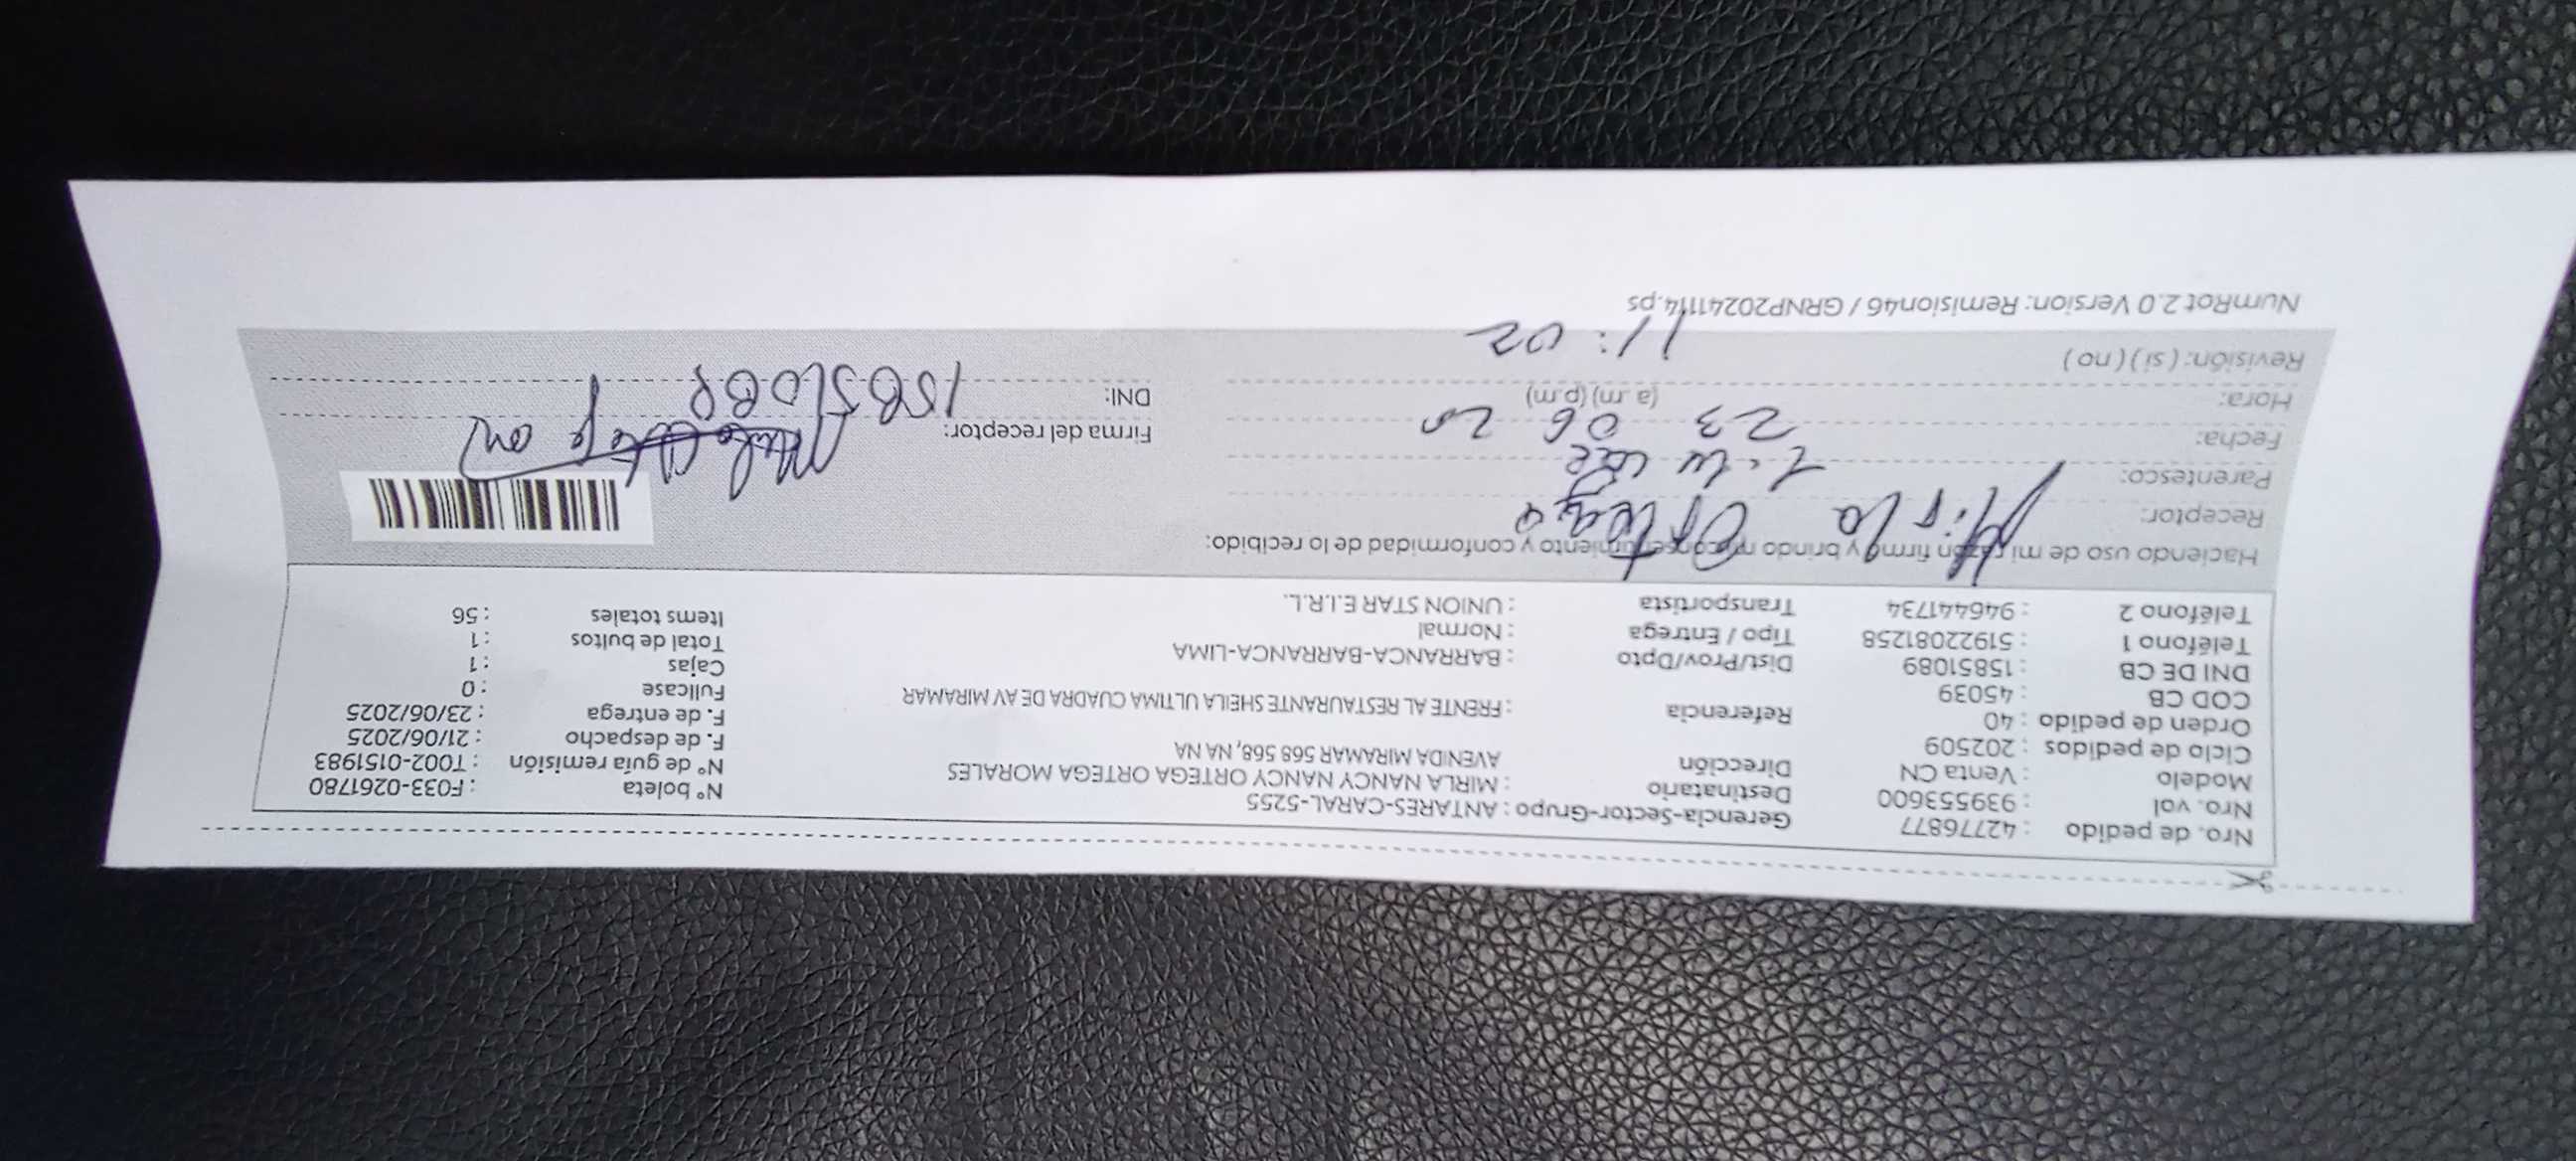 Nro. de pedido : 42776877
Nro. val : 939553600
Modelo : Venta CN
Ciclo de pedidos : 202509
Orden de pedido : 40
COD CB : 45039
DNI DE CB : 15851089
Teléfono 1 : 51922081258
Teléfono 2 : 946441734
Gerencia-Sector-Grupo : ANTARES-CARAL-5255
Destinatario : MIRLA NANCY NANCY ORTEGA ORTEGA MORALES
Dirección AVENIDA MIRAMAR 568 568, NA NA
Referencia : FRENTE AL RESTAURANTE SHEILA ULTIMA CUADRA DE AV MIRAMAR
Dist/Prov/Dpto : BARRANCA-BARRANCA-LIMA
Tipo / Entrega : Normal
Transportista : UNION STAR E.I.R.L.
N° boleta : F033-0261780
N° de guía remisión : T002-0151983
F. de despacho : 21/06/2025
F. de entrega : 23/06/2025
Fullcase : 0
Cajas : 1
Total de bultos : 1
Items totales : 56
Haciendo uso de mi razón firmo y brindo mi consentimiento y conformidad de lo recibido:
Receptor: Mirla Ortega
Parentesco:
Fecha: 23 06 20
Hora: (a.m) (p.m)
11:02
Revisión: ( si ) ( no )
Firma del receptor:
DNI:
NumRot 2.0 Version: Remision46 / GRNP20241114.ps